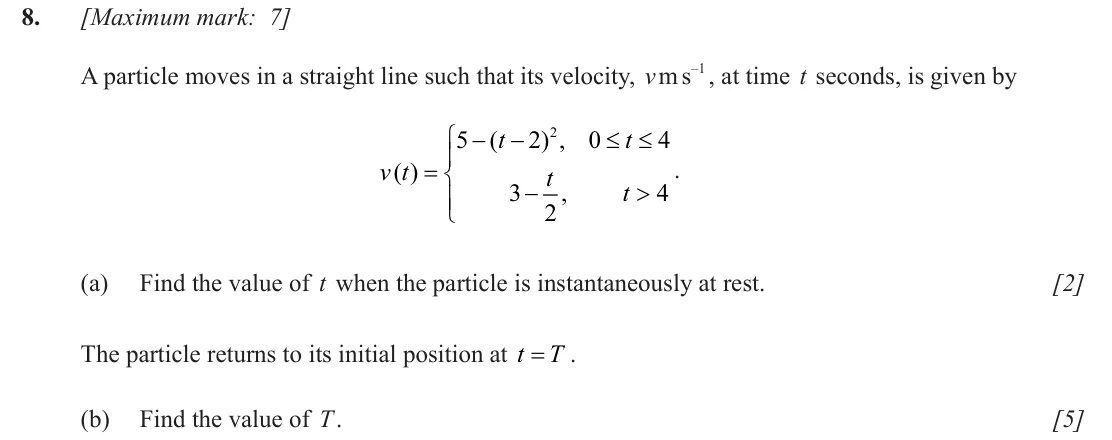 8. [Maximum mark: 7]
A particle moves in a straight line such that its velocity, v m s⁻¹, at time t seconds, is given by
v(t) = { 5 − (t − 2)², 0 ≤ t ≤ 4
3 − t/2, t > 4 .
(a) Find the value of t when the particle is instantaneously at rest. [2]
The particle returns to its initial position at t = T .
(b) Find the value of T. [5]